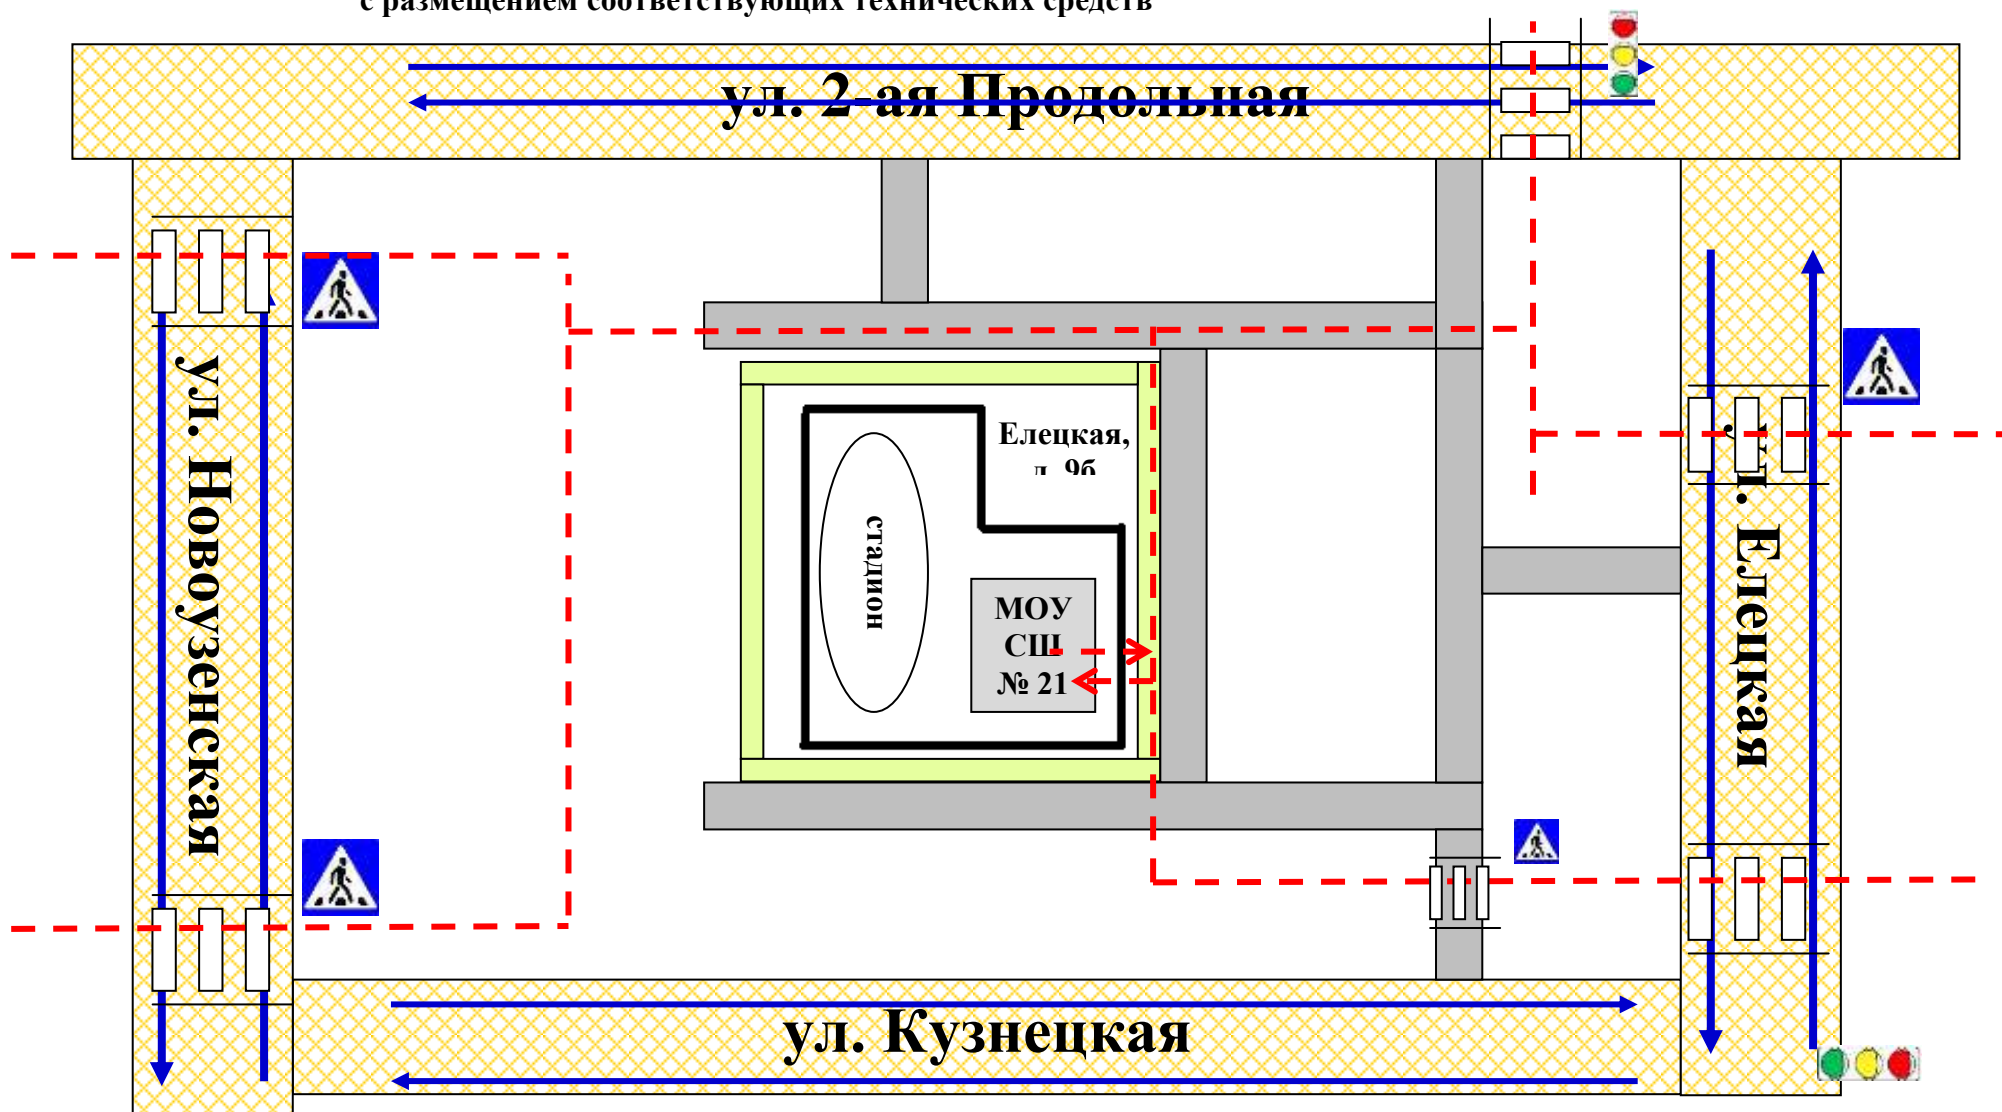 с размещением соответствующих технических средств
ул. 2-ая Продольная
ул. Новоузенская
Елецкая,
д. 9б
стадион
МОУ
СШ
№ 21
ул. Елецкая
ул. Кузнецкая